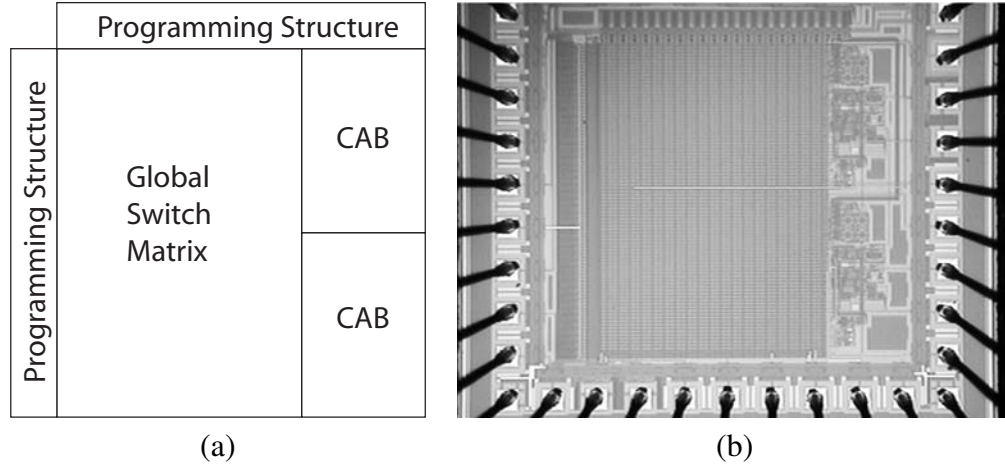 Programming Structure
Programming Structure
Global
Switch
Matrix
CAB
CAB
(a)
(b)